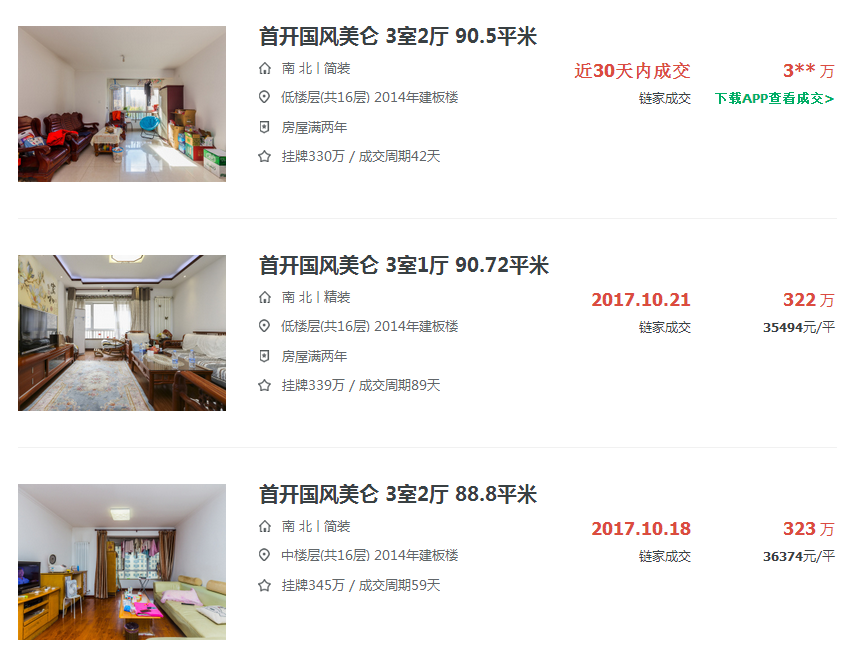 首开国风美仑 3室2厅 90.5平米
南 北 | 简装
近30天内成交
3** 万
低楼层(共16层) 2014年建板楼
链家成交
下载APP查看成交>
房屋满两年
挂牌330万 / 成交周期42天
首开国风美仑 3室1厅 90.72平米
南 北 | 精装
2017.10.21
322 万
低楼层(共16层) 2014年建板楼
链家成交
35494元/平
房屋满两年
挂牌339万 / 成交周期89天
首开国风美仑 3室2厅 88.8平米
南 北 | 简装
2017.10.18
323 万
中楼层(共16层) 2014年建板楼
链家成交
36374元/平
挂牌345万 / 成交周期59天